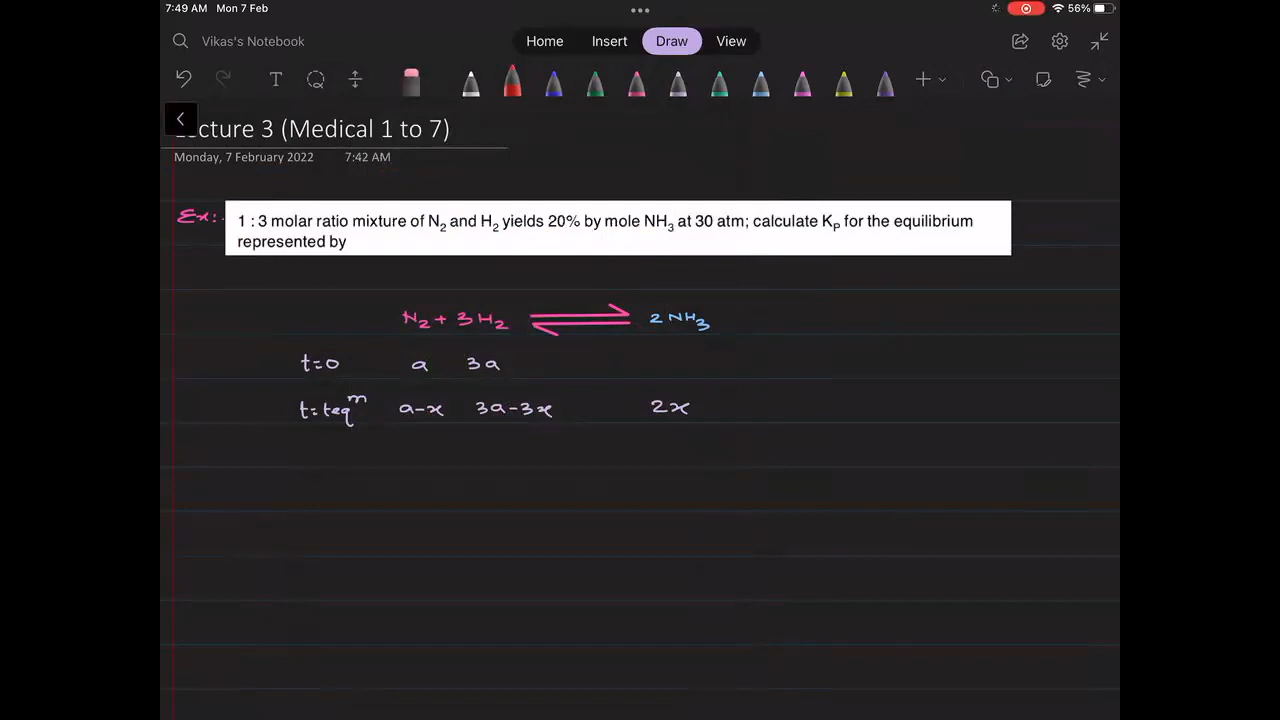 7:49 AM Mon 7 Feb 56%
Vikas's Notebook Home Insert Draw View
Lecture 3 (Medical 1 to 7)
Monday, 7 February 2022 7:42 AM
Ex:-
1 : 3 molar ratio mixture of N₂ and H₂ yields 20% by mole NH₃ at 30 atm; calculate K_P for the equilibrium
represented by
N₂ + 3H₂ ⇌ 2NH₃
t=0 a 3a
t=teqᵐ a-x 3a-3x 2x